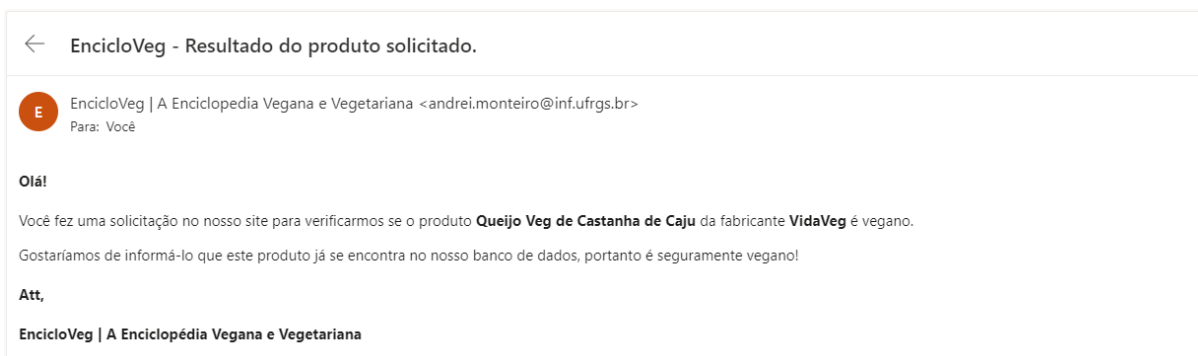 EncicloVeg - Resultado do produto solicitado.
E
EncicloVeg | A Enciclopedia Vegana e Vegetariana <andrei.monteiro@inf.ufrgs.br>
Para: Você
Olá!
Você fez uma solicitação no nosso site para verificarmos se o produto Queijo Veg de Castanha de Caju da fabricante VidaVeg é vegano.
Gostaríamos de informá-lo que este produto já se encontra no nosso banco de dados, portanto é seguramente vegano!
Att,
EncicloVeg | A Enciclopédia Vegana e Vegetariana